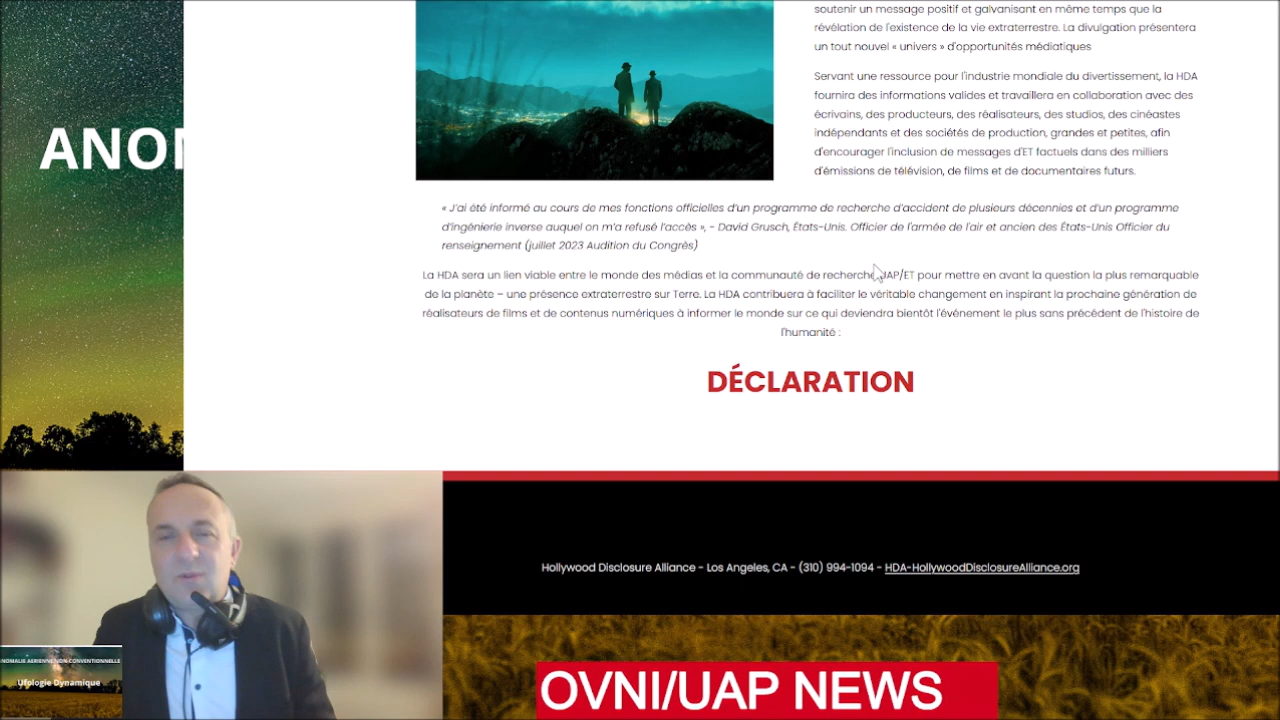 soutenir un message positif et galvanisant en même temps que la
révélation de l'existence de la vie extraterrestre. La divulgation présentera
un tout nouvel « univers » d'opportunités médiatiques
Servant une ressource pour l'industrie mondiale du divertissement, la HDA
fournira des informations valides et travaillera en collaboration avec des
écrivains, des producteurs, des réalisateurs, des studios, des cinéastes
indépendants et des sociétés de production, grandes et petites, afin
d'encourager l'inclusion de messages d'ET factuels dans des milliers
d'émissions de télévision, de films et de documentaires futurs.
ANO
« J'ai été informé au cours de mes fonctions officielles d'un programme de recherche d'accident de plusieurs décennies et d'un programme
d'ingénierie inverse auquel on m'a refusé l'accès », - David Grusch, États-Unis. Officier de l'armée de l'air et ancien des États-Unis Officier du
renseignement (juillet 2023 Audition du Congrès)
La HDA sera un lien viable entre le monde des médias et la communauté de recherche UAP/ET pour mettre en avant la question la plus remarquable
de la planète – une présence extraterrestre sur Terre. La HDA contribuera à faciliter le véritable changement en inspirant la prochaine génération de
réalisateurs de films et de contenus numériques à informer le monde sur ce qui deviendra bientôt l'événement le plus sans précédent de l'histoire de
l'humanité :
DÉCLARATION
Hollywood Disclosure Alliance - Los Angeles, CA - (310) 994-1094 - HDA-HollywoodDisclosureAlliance.org
ANOMALIE AERIENNE NON-CONVENTIONNELLE
Ufologie Dynamique
OVNI/UAP NEWS